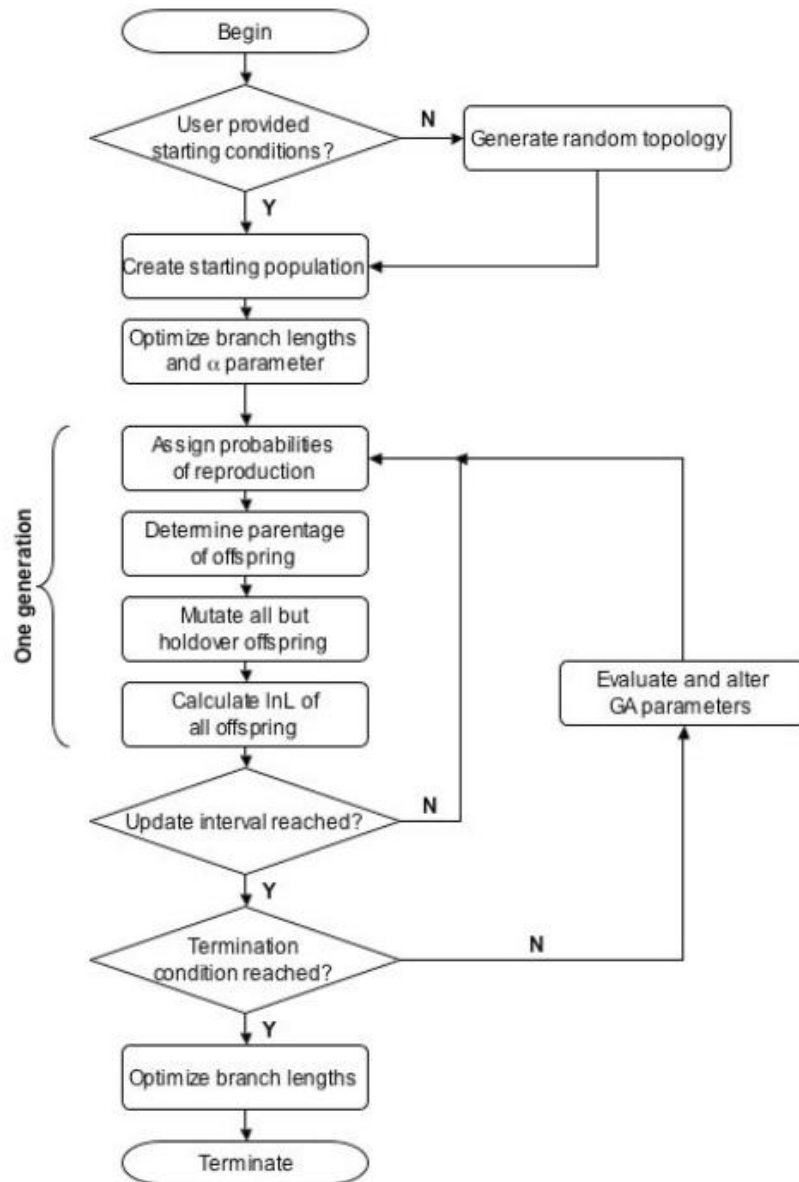 Begin
User provided
starting conditions?
N
Generate random topology
Y
Create starting population
Optimize branch lengths
and α parameter
One generation
Assign probabilities
of reproduction
Determine parentage
of offspring
Mutate all but
holdover offspring
Calculate lnL of
all offspring
Evaluate and alter
GA parameters
Update interval reached?
N
Y
Termination
condition reached?
N
Y
Optimize branch lengths
Terminate